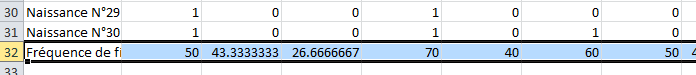 30 Naissance N°29 1 0 0 1 0 0 0
31 Naissance N°30 1 0 0 1 0 1 0
32 Fréquence de fi 50 43.3333333 26.6666667 70 40 60 50 4
33